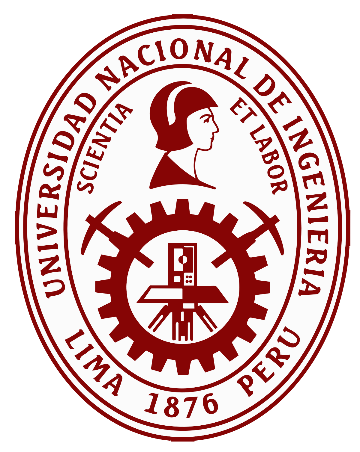 UNIVERSIDAD NACIONAL DE INGENIERIA
SCIENTIA ET LABOR
LIMA 1876 PERU